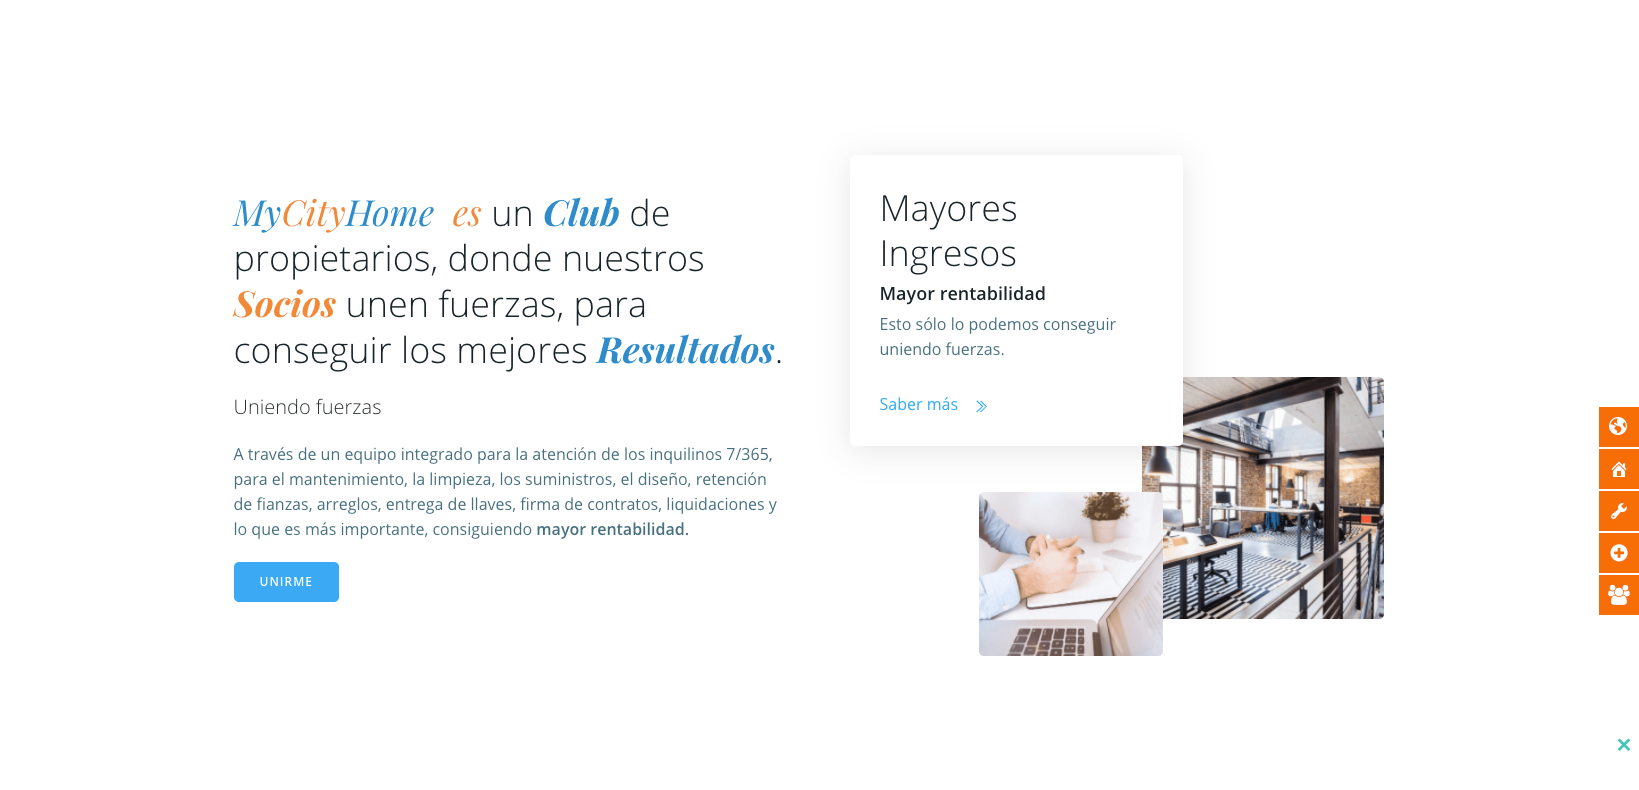 MyCityHome es un Club de
propietarios, donde nuestros
Socios unen fuerzas, para
conseguir los mejores Resultados.
Uniendo fuerzas
A través de un equipo integrado para la atención de los inquilinos 7/365,
para el mantenimiento, la limpieza, los suministros, el diseño, retención
de fianzas, arreglos, entrega de llaves, firma de contratos, liquidaciones y
lo que es más importante, consiguiendo mayor rentabilidad.
UNIRME
Mayores
Ingresos
Mayor rentabilidad
Esto sólo lo podemos conseguir
uniendo fuerzas.
Saber más